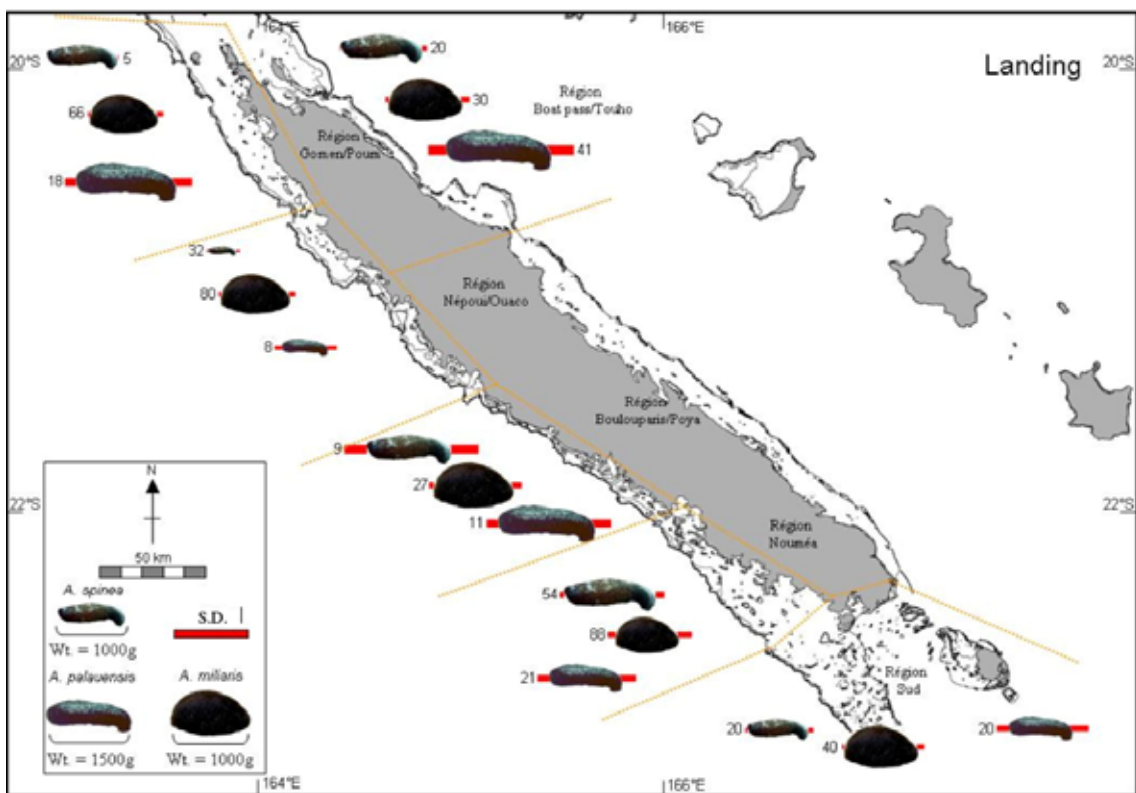 164°E
166°E
20°S
20°S
Landing
5
20
66
30
Région
Boat pass/Touho
Région
Gomen/Poum
18
41
32
Région
Népoui/Ouaco
80
8
Région
Boulouparis/Poya
9
27
11
22°S
22°S
Région
Nouméa
N
50 km
A. spinea
S.D.
Wt. = 1000g
A. palauensis
A. miliaris
Wt. = 1500g
Wt. = 1000g
54
88
21
Région
Sud
20
40
20
164°E
166°E